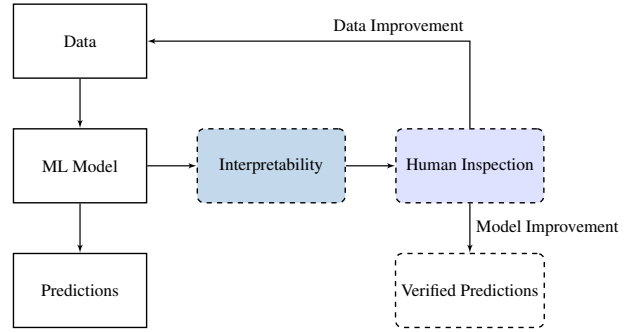 Data Improvement
Data
ML Model
Interpretability
Human Inspection
Model Improvement
Predictions
Verified Predictions